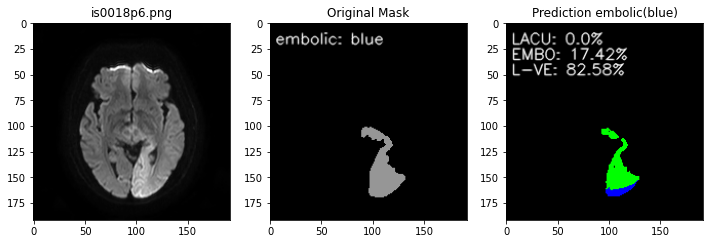 is0018p6.png
Original Mask
Prediction embolic(blue)
0
25
50
75
100
125
150
175
0 50 100 150
embolic: blue
0
25
50
75
100
125
150
175
0 50 100 150
LACU: 0.0%
EMBO: 17.42%
L-VE: 82.58%
0
25
50
75
100
125
150
175
0 50 100 150